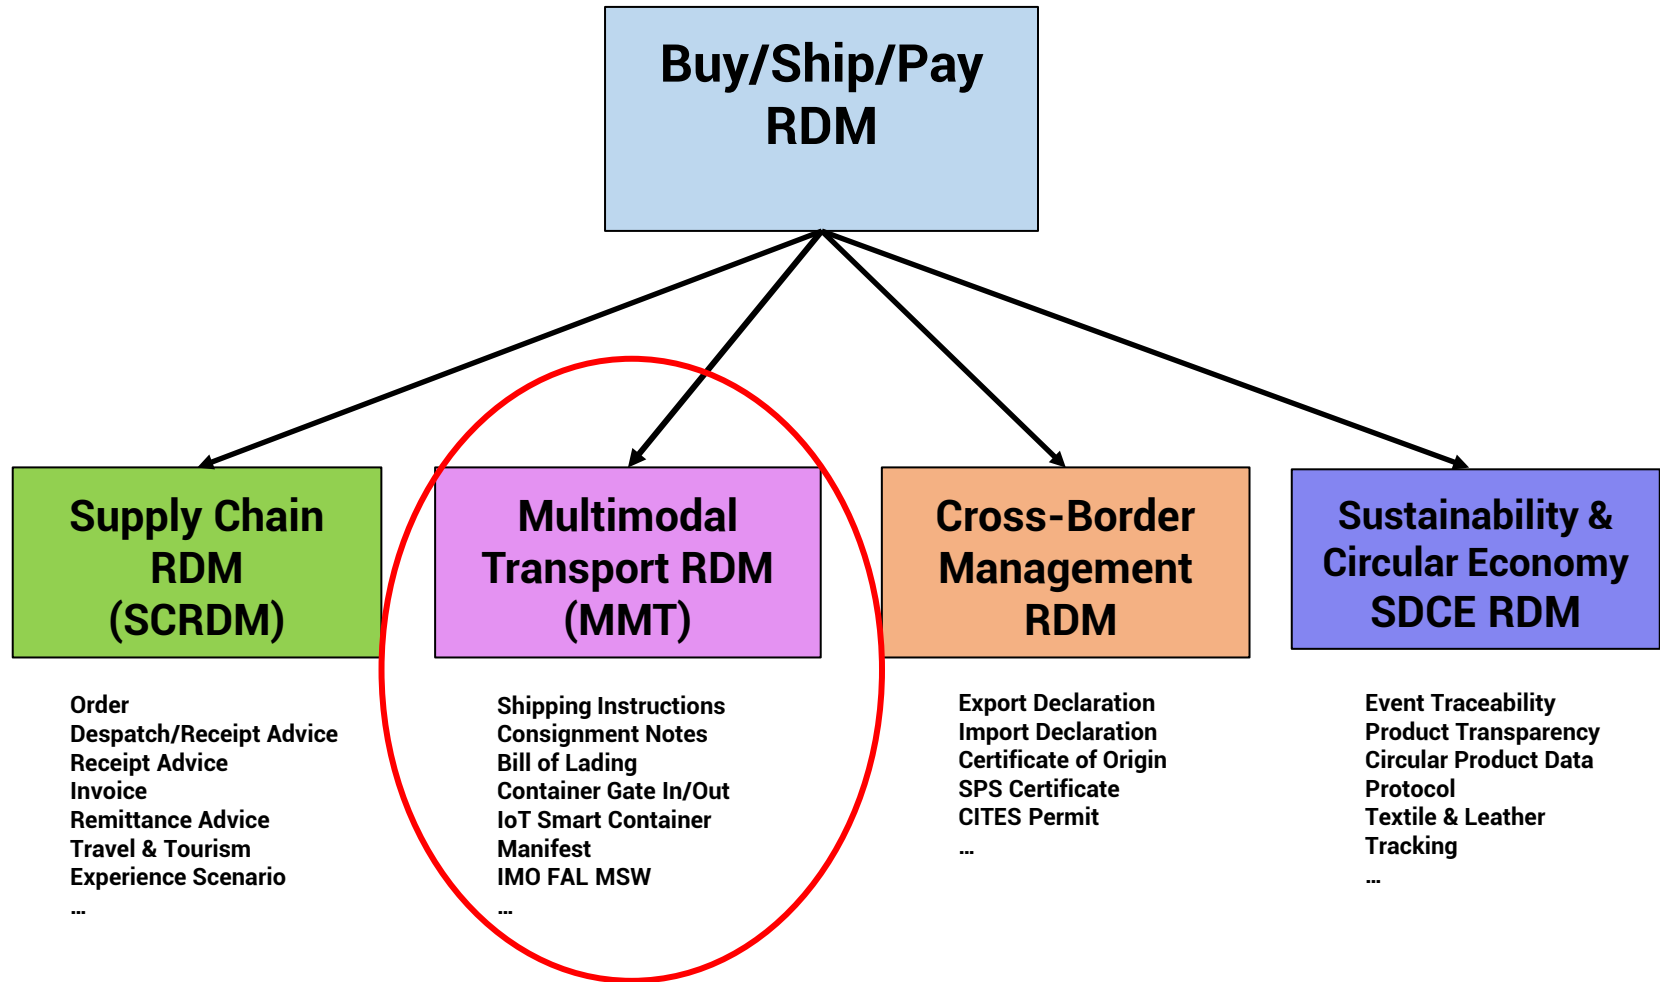 Buy/Ship/Pay
RDM
Supply Chain
RDM
(SCRDM)
Multimodal
Transport RDM
(MMT)
Cross-Border
Management
RDM
Sustainability &
Circular Economy
SDCE RDM
Order
Despatch/Receipt Advice
Receipt Advice
Invoice
Remittance Advice
Travel & Tourism
Experience Scenario
...
Shipping Instructions
Consignment Notes
Bill of Lading
Container Gate In/Out
IoT Smart Container
Manifest
IMO FAL MSW
...
Export Declaration
Import Declaration
Certificate of Origin
SPS Certificate
CITES Permit
...
Event Traceability
Product Transparency
Circular Product Data
Protocol
Textile & Leather
Tracking
...